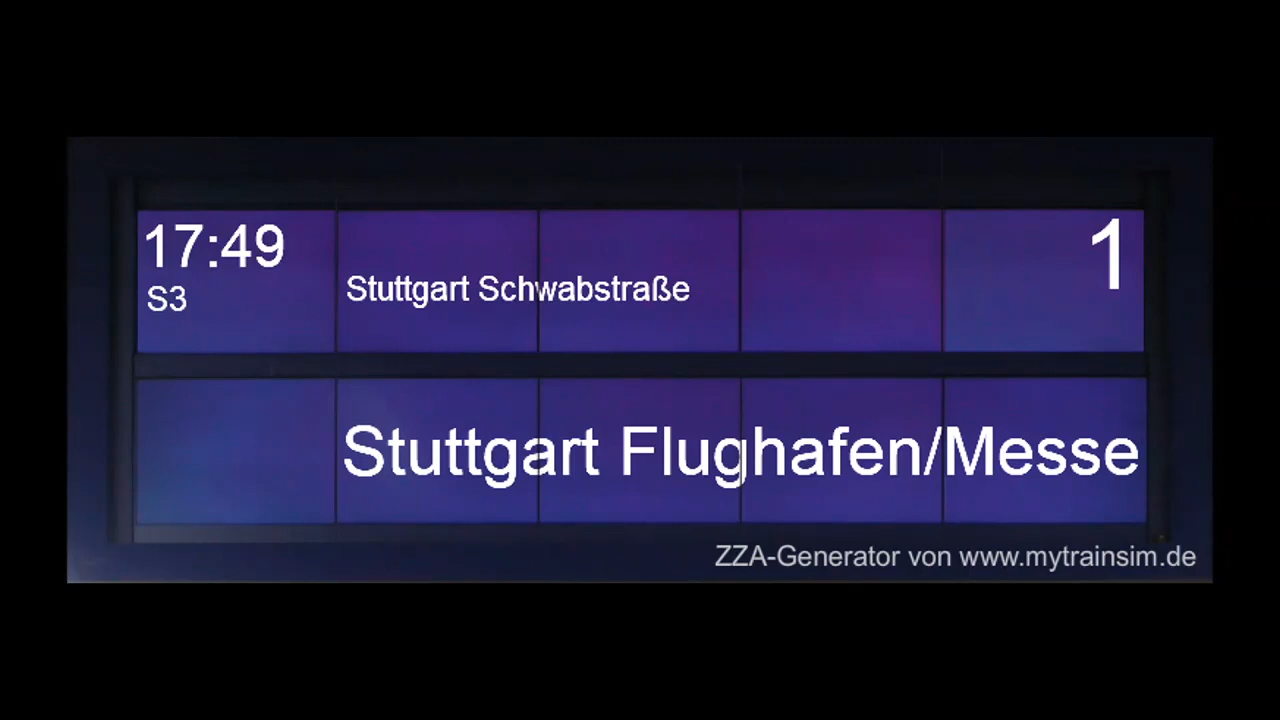 17:49
1
S3
Stuttgart Schwabstraße
Stuttgart Flughafen/Messe
ZZA-Generator von www.mytrainsim.de